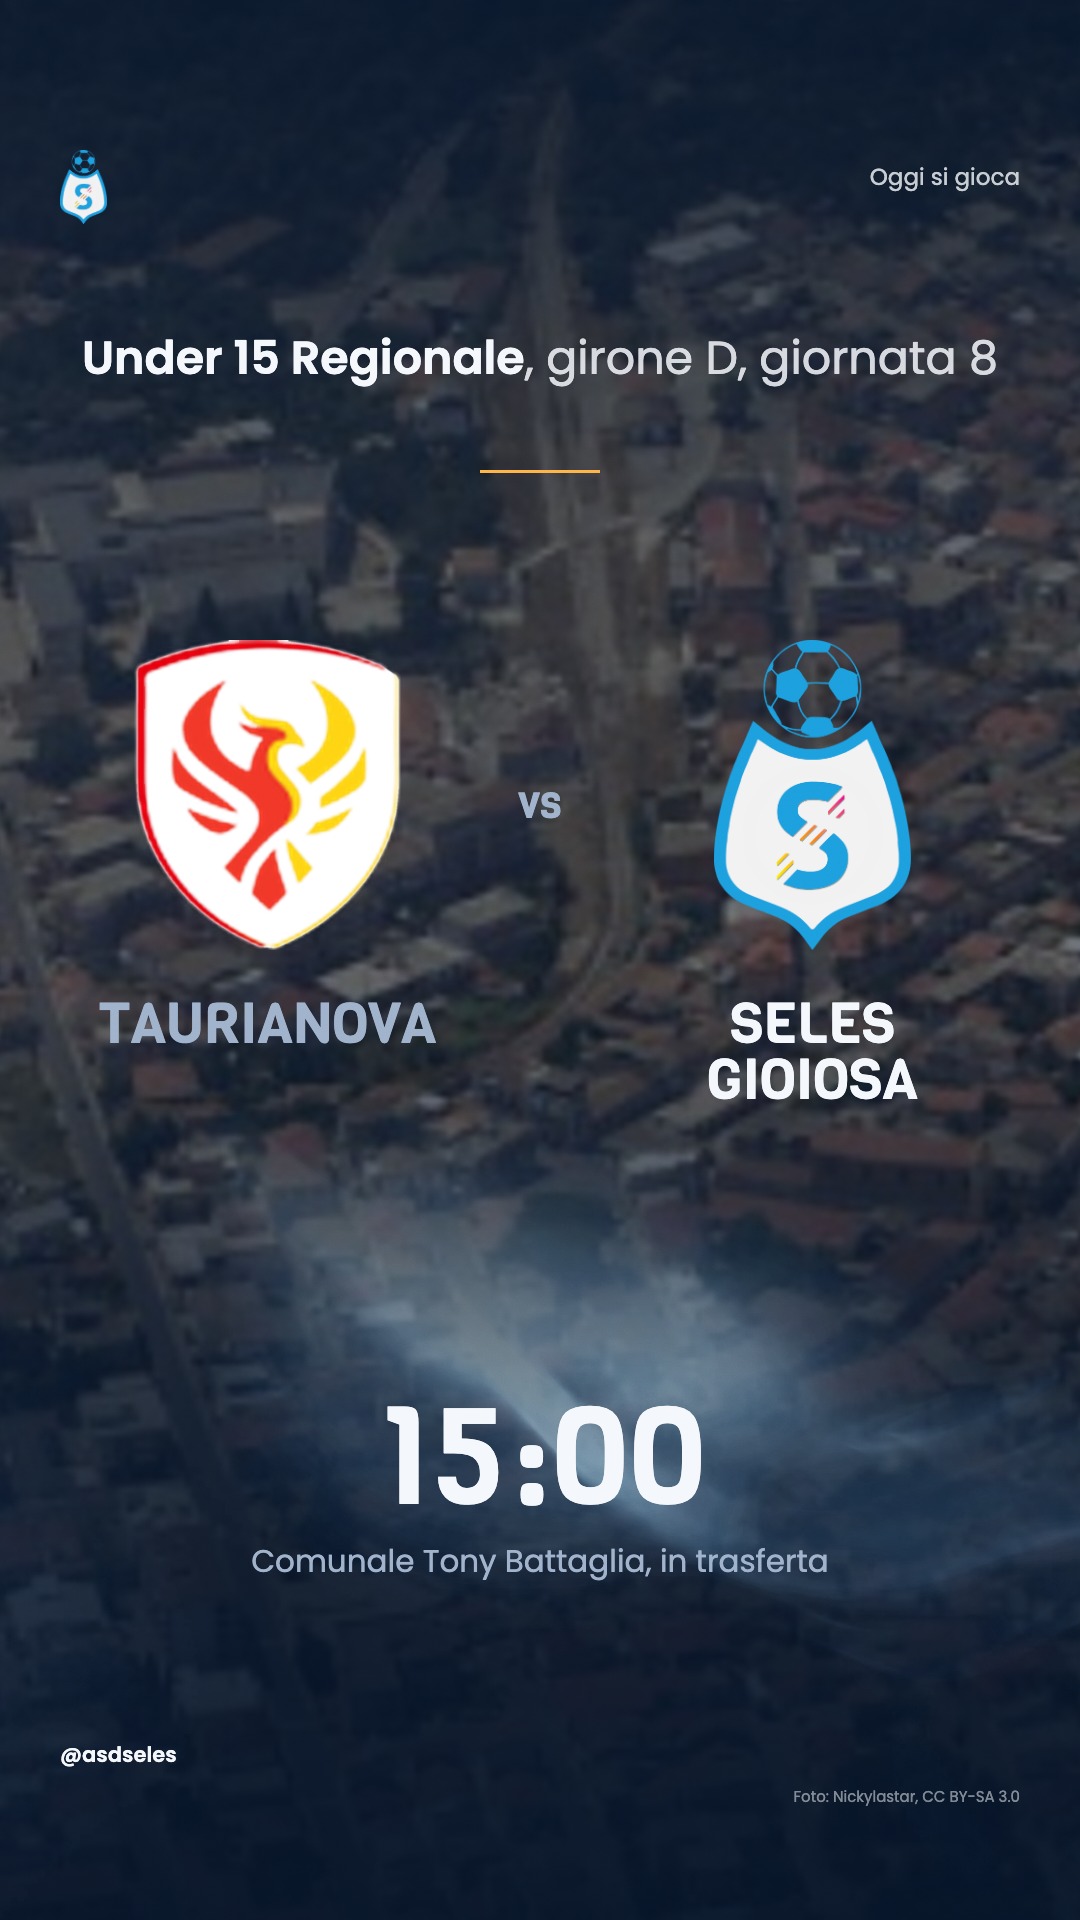 Oggi si gioca
Under 15 Regionale, girone D, giornata 8
S
VS
S
TAURIANOVA
SELES
GIOIOSA
15:00
Comunale Tony Battaglia, in trasferta
@asdseles
Foto: Nickylastar, CC BY-SA 3.0